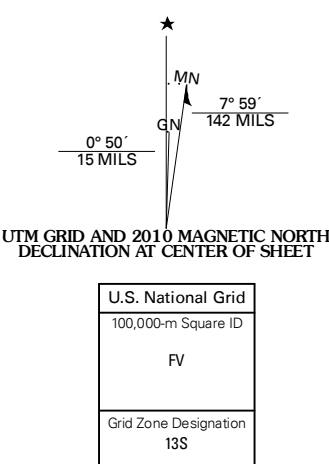 MN
7° 59´
142 MILS
GN
0° 50´
15 MILS
UTM GRID AND 2010 MAGNETIC NORTH
DECLINATION AT CENTER OF SHEET
U.S. National Grid
100,000-m Square ID
FV
Grid Zone Designation
13S